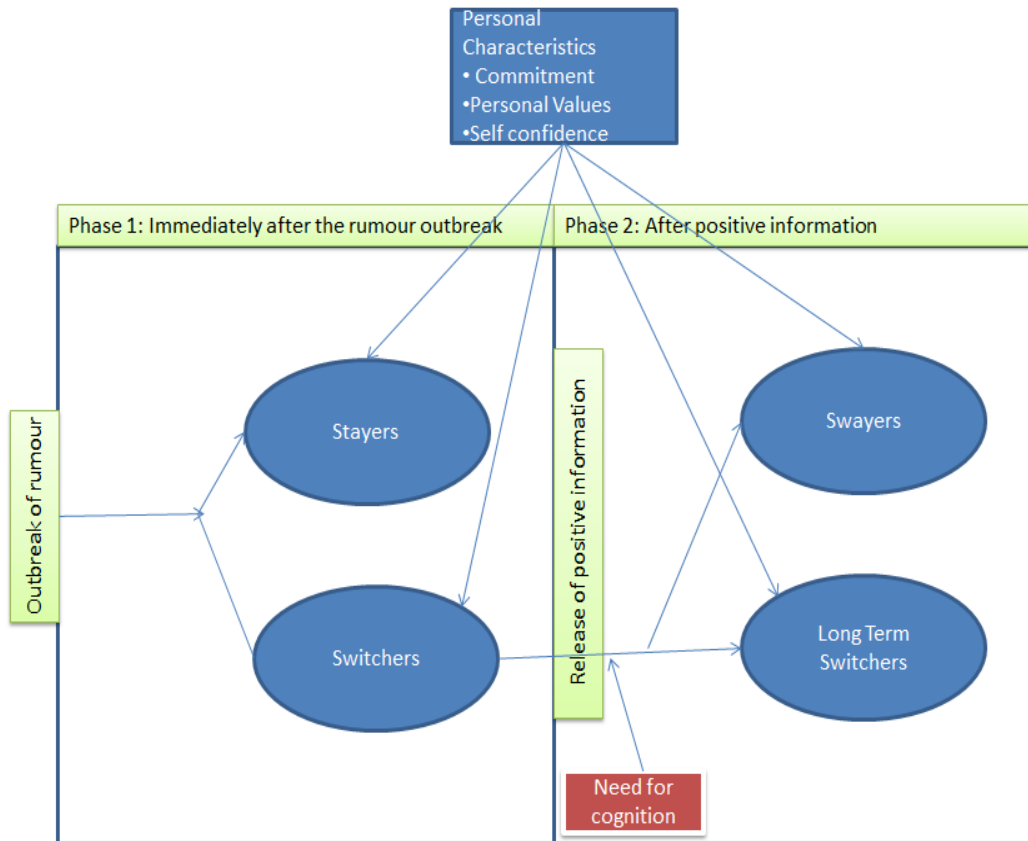 Personal
Characteristics
• Commitment
•Personal Values
•Self confidence
Phase 1: Immediately after the rumour outbreak
Phase 2: After positive information
Outbreak of rumour
Stayers
Switchers
Release of positive information
Swayers
Long Term
Switchers
Need for
cognition